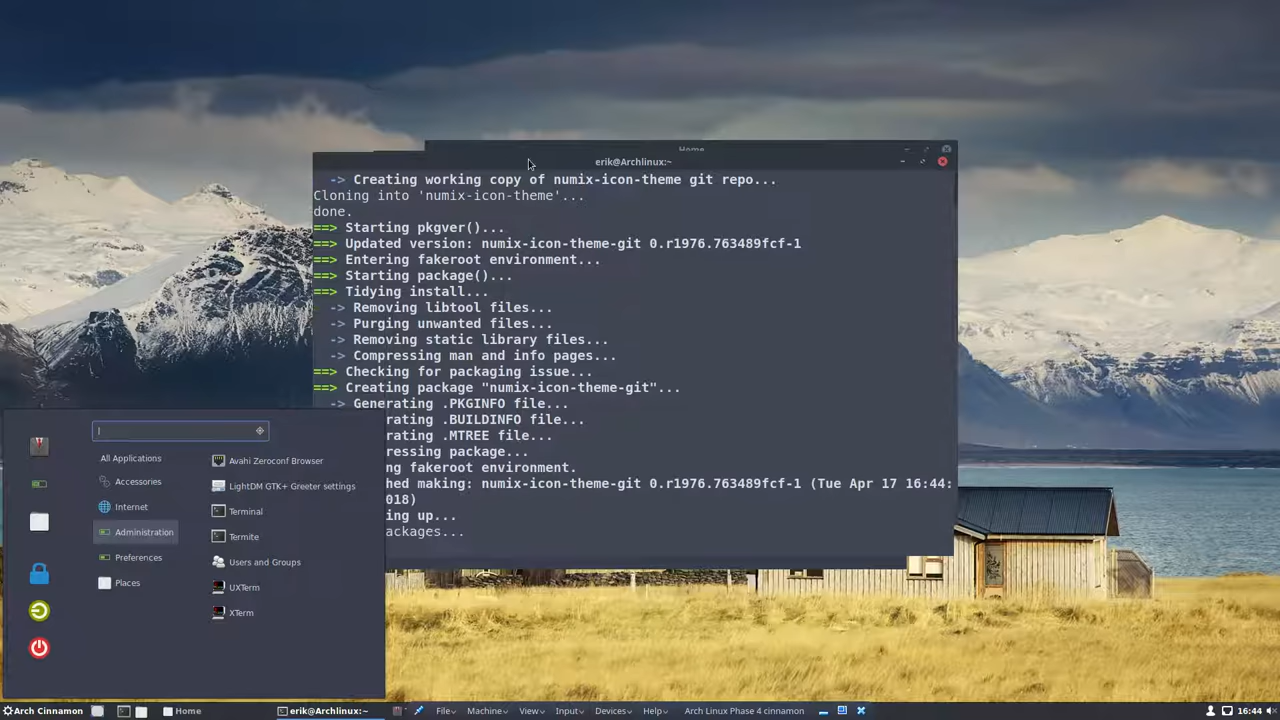 Home
erik@Archlinux:~
-> Creating working copy of numix-icon-theme git repo...
Cloning into 'numix-icon-theme'...
done.
==> Starting pkgver()...
==> Updated version: numix-icon-theme-git 0.r1976.763489fcf-1
==> Entering fakeroot environment...
==> Starting package()...
==> Tidying install...
-> Removing libtool files...
-> Purging unwanted files...
-> Removing static library files...
-> Compressing man and info pages...
==> Checking for packaging issue...
==> Creating package "numix-icon-theme-git"...
-> Generating .PKGINFO file...
rating .BUILDINFO file...
rating .MTREE file...
ressing package...
ng fakeroot environment.
hed making: numix-icon-theme-git 0.r1976.763489fcf-1 (Tue Apr 17 16:44:
018)
ing up...
ackages...
All Applications
Accessories
Internet
Administration
Preferences
Places
Avahi Zeroconf Browser
LightDM GTK+ Greeter settings
Terminal
Termite
Users and Groups
UXTerm
XTerm
Arch Cinnamon
Home
erik@Archlinux:~
File
Machine
View
Input
Devices
Help
Arch Linux Phase 4 cinnamon
16:44